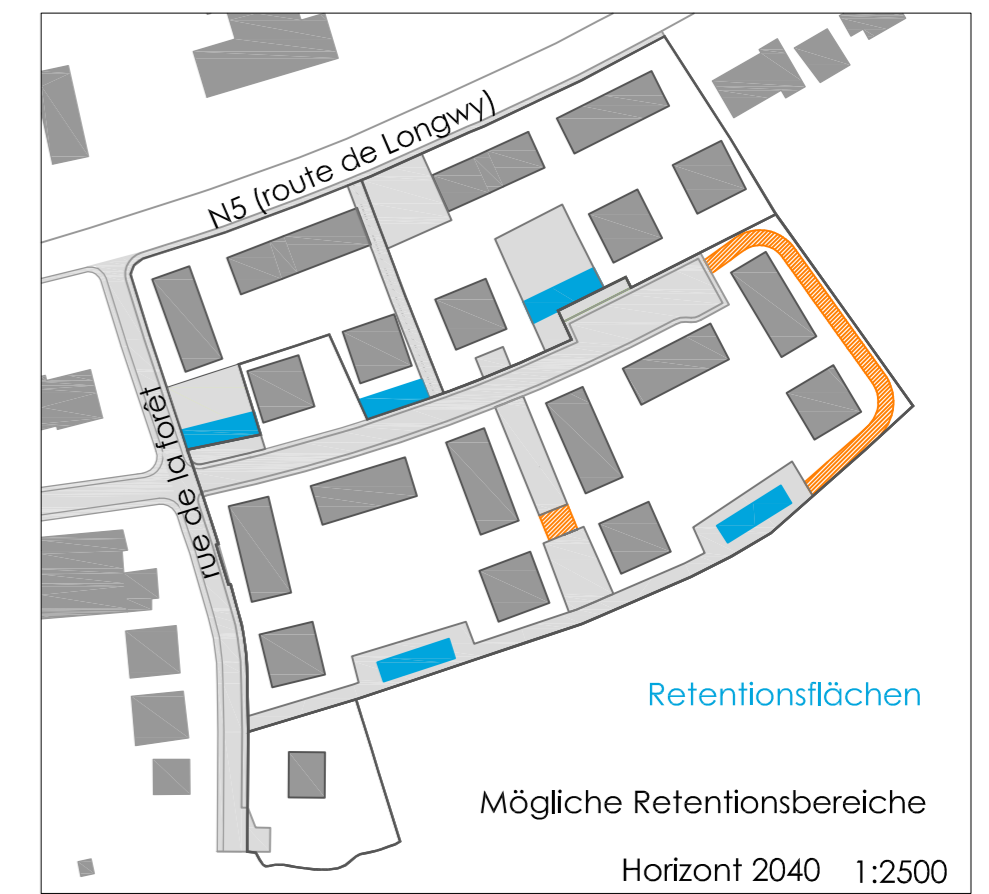 N5 (route de Longwy)
rue de la forêt
Retentionsflächen
Mögliche Retentionsbereiche
Horizont 2040 1:2500